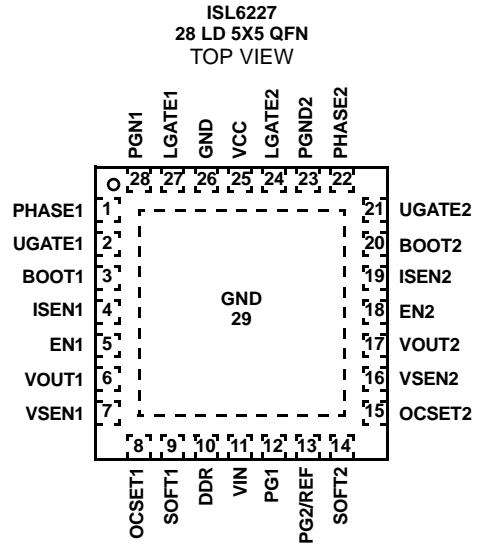 ISL6227
28 LD 5X5 QFN
TOP VIEW
PGN1
LGATE1
GND
VCC
LGATE2
PGND2
PHASE2
28 27 26 25 24 23 22
PHASE1 1
UGATE1 2
BOOT1 3
ISEN1 4
EN1 5
VOUT1 6
VSEN1 7
GND
29
21 UGATE2
20 BOOT2
19 ISEN2
18 EN2
17 VOUT2
16 VSEN2
15 OCSET2
8 9 10 11 12 13 14
OCSET1
SOFT1
DDR
VIN
PG1
PG2/REF
SOFT2